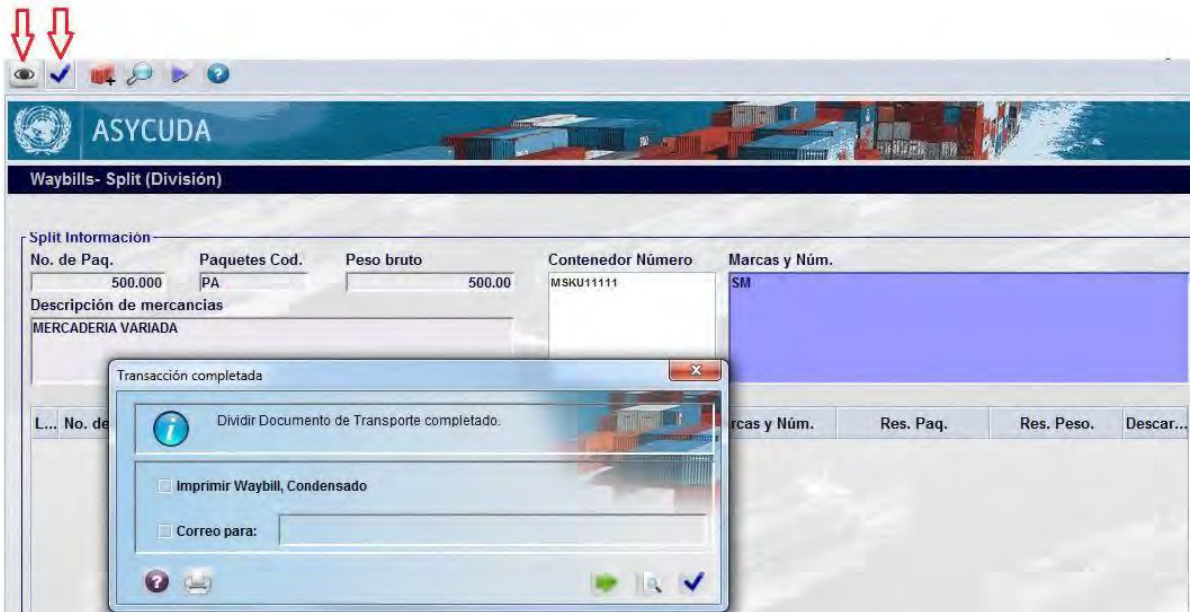 ASYCUDA
Waybills- Split (División)
Split Información
No. de Paq. Paquetes Cod. Peso bruto Contenedor Número Marcas y Núm.
500.000 PA 500.00 MSKU11111 SM
Descripción de mercancias
MERCADERIA VARIADA
Transacción completada
Dividir Documento de Transporte completado.
L... No. de rcas y Núm. Res. Paq. Res. Peso. Descar...
Imprimir Waybill, Condensado
Correo para: